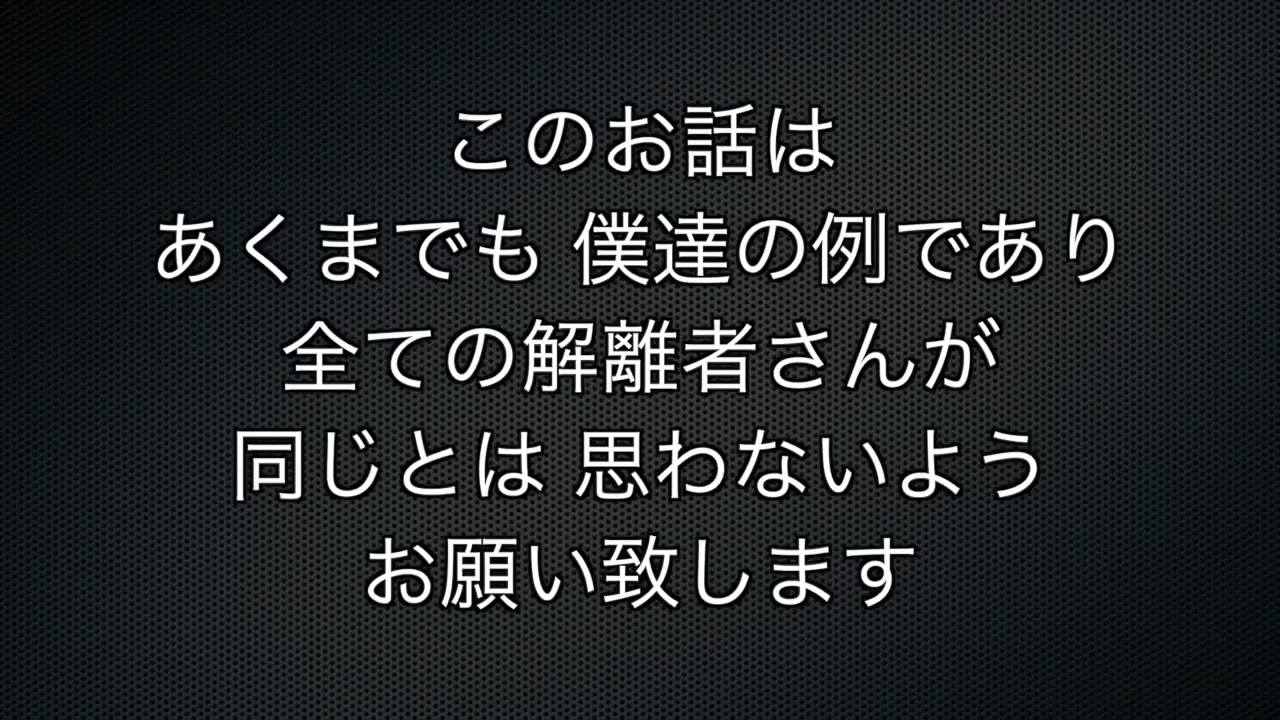 このお話は
あくまでも 僕達の例であり
全ての解離者さんが
同じとは 思わないよう
お願い致します